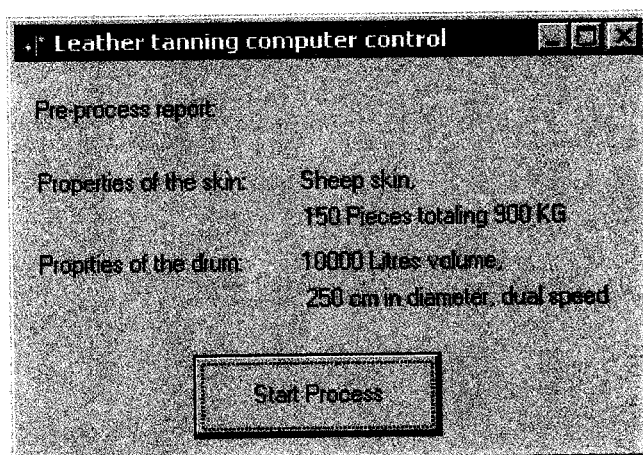 Leather tanning computer control
Pre-process report:
Properties of the skin: Sheep skin,
150 Pieces totaling 900 KG
Propities of the drum: 10000 Litres volume,
250 cm in diameter, dual speed
Start Process